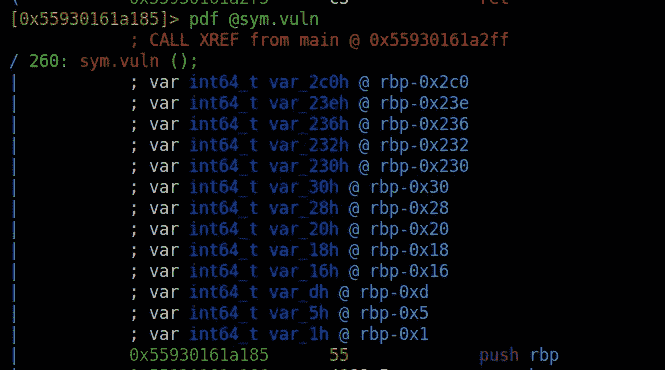 [0x55930161a185]> pdf @sym.vuln
; CALL XREF from main @ 0x55930161a2ff
/ 260: sym.vuln ();
| ; var int64_t var_2c0h @ rbp-0x2c0
| ; var int64_t var_23eh @ rbp-0x23e
| ; var int64_t var_236h @ rbp-0x236
| ; var int64_t var_232h @ rbp-0x232
| ; var int64_t var_230h @ rbp-0x230
| ; var int64_t var_30h @ rbp-0x30
| ; var int64_t var_28h @ rbp-0x28
| ; var int64_t var_20h @ rbp-0x20
| ; var int64_t var_18h @ rbp-0x18
| ; var int64_t var_16h @ rbp-0x16
| ; var int64_t var_dh @ rbp-0xd
| ; var int64_t var_5h @ rbp-0x5
| ; var int64_t var_1h @ rbp-0x1
| 0x55930161a185 55 push rbp